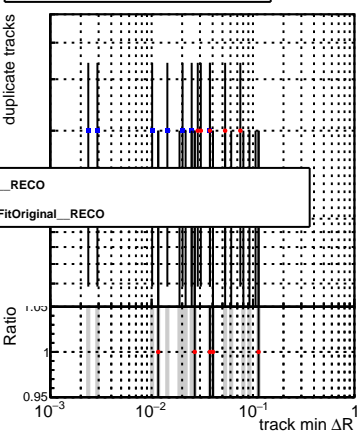 duplicate tracks
__RECO
FitOriginal__RECO
Ratio
1.05
1
0.95
10⁻³ 10⁻² 10⁻¹ 1
track min ΔR